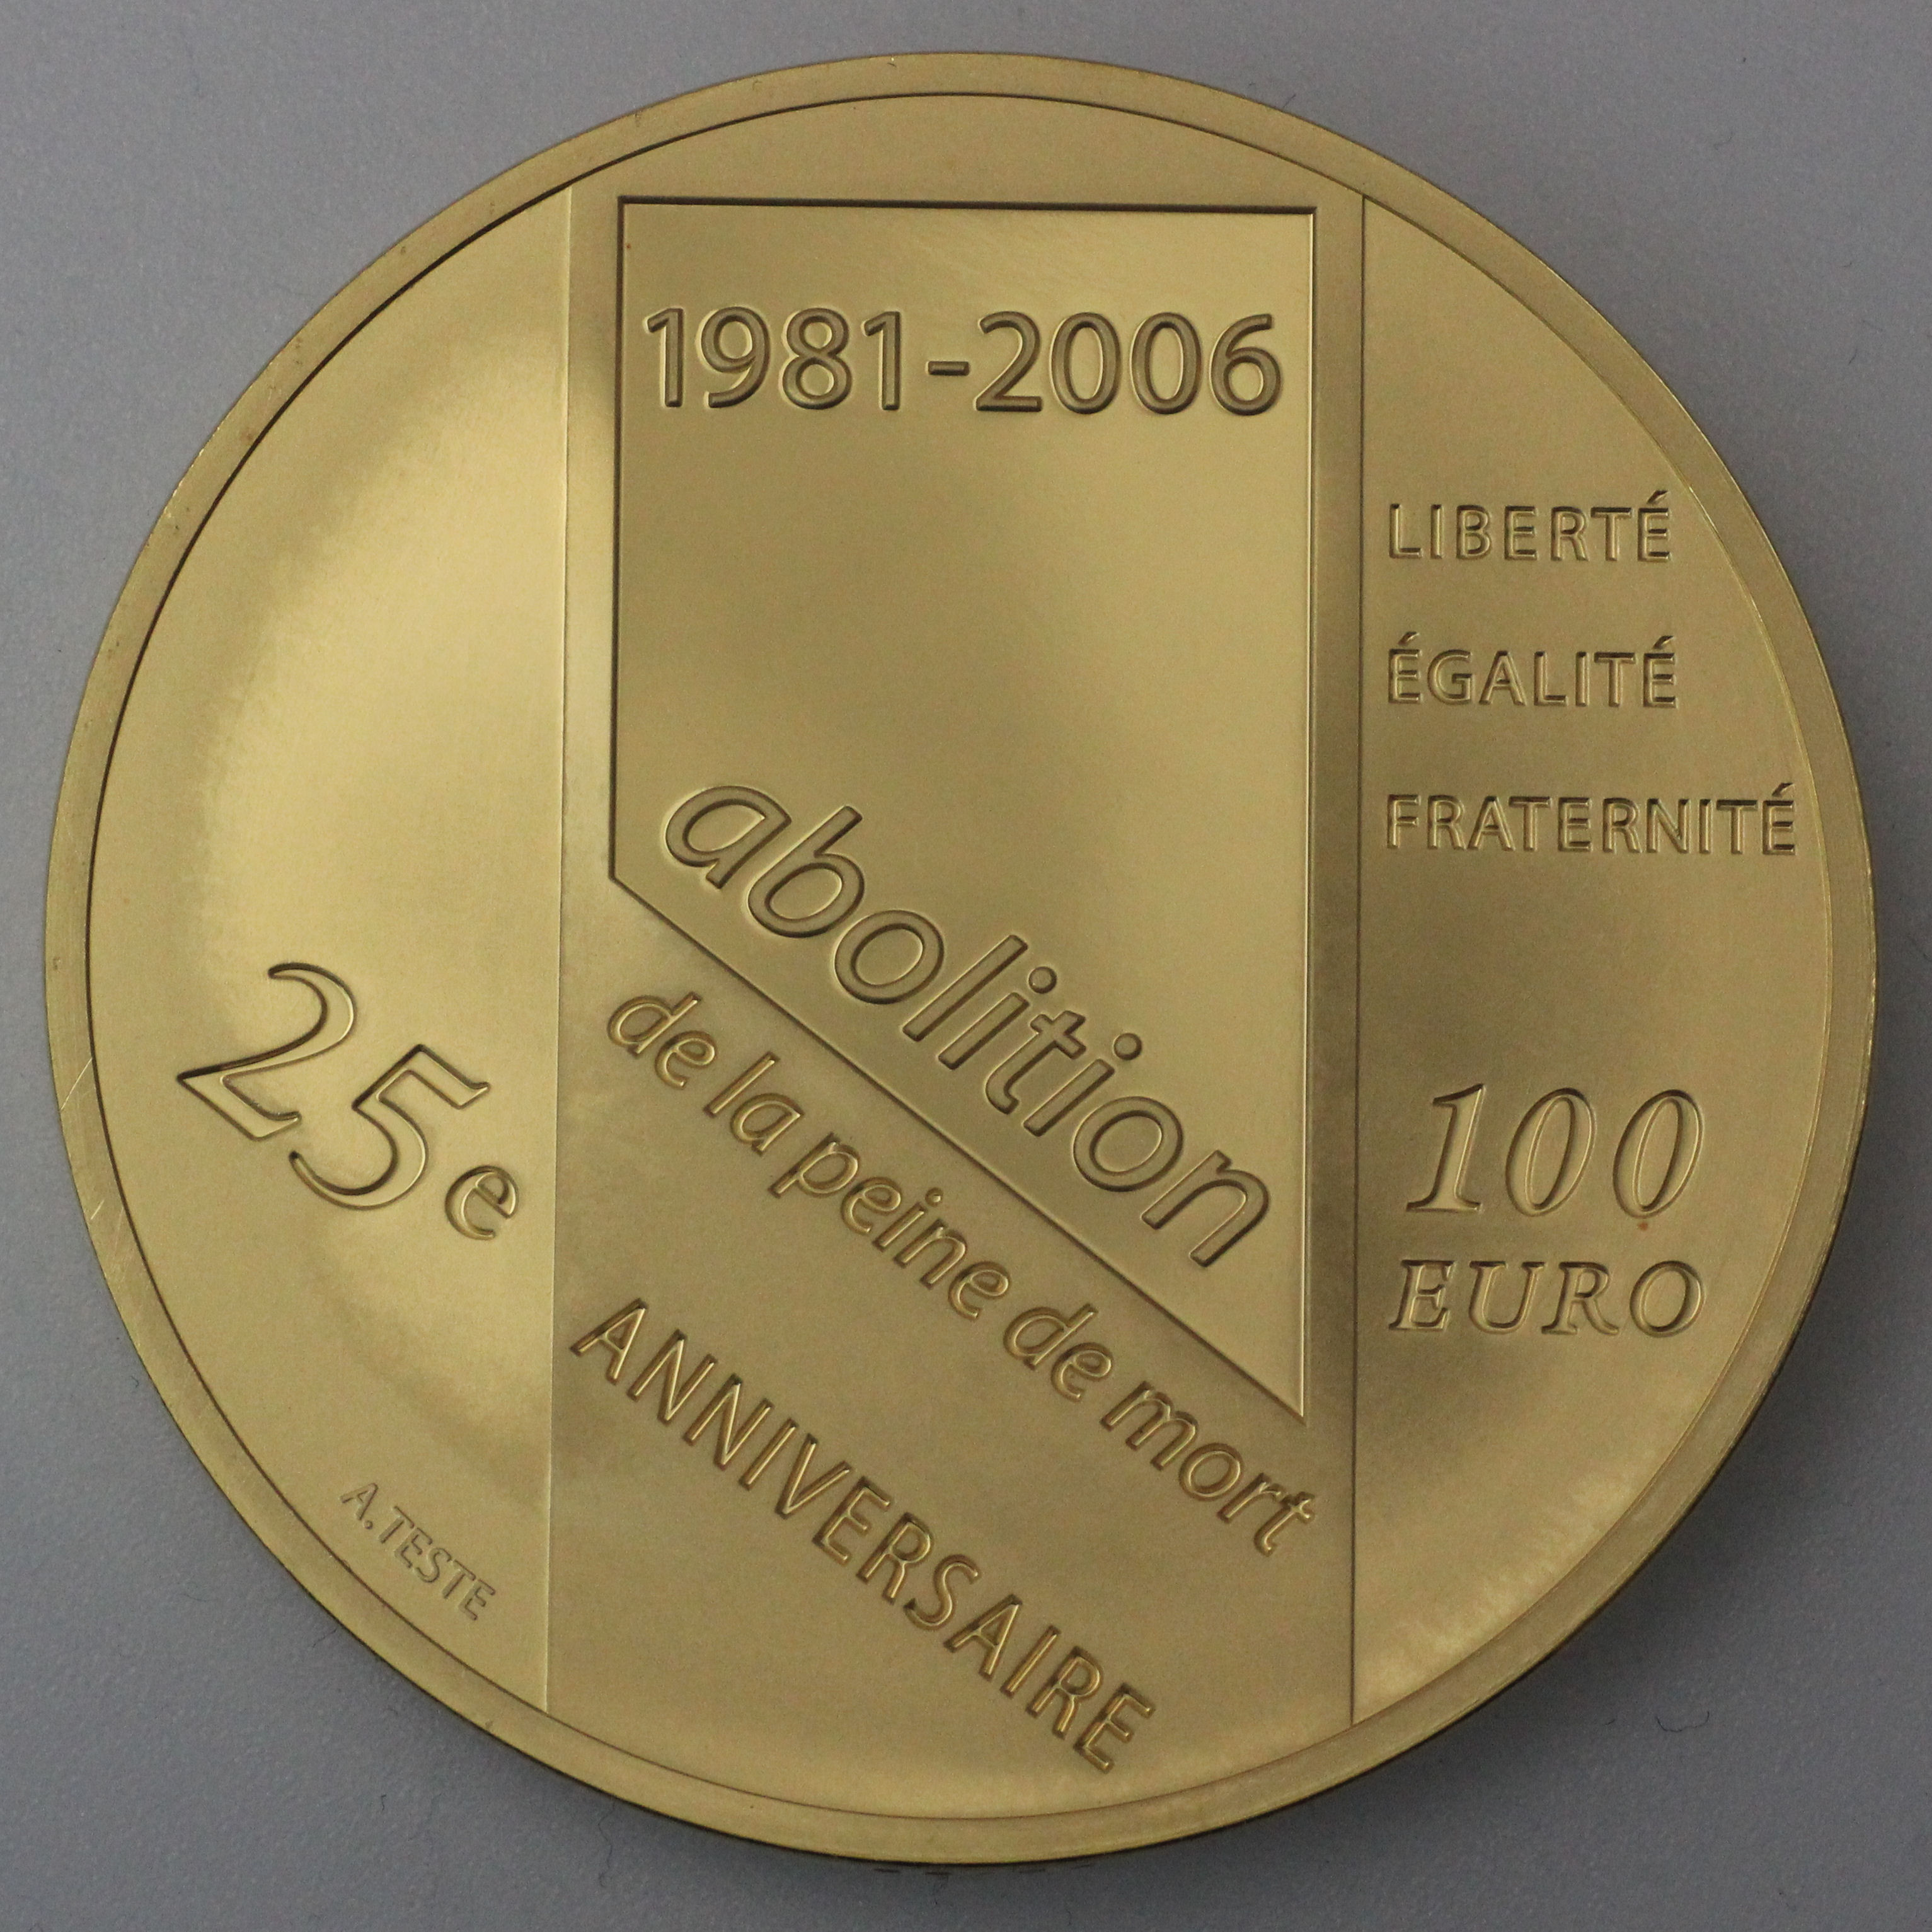 1981-2006
LIBERTÉ
ÉGALITÉ
FRATERNITÉ
25e
abolition
de la peine de mort
ANNIVERSAIRE
100
EURO
A. TESTE